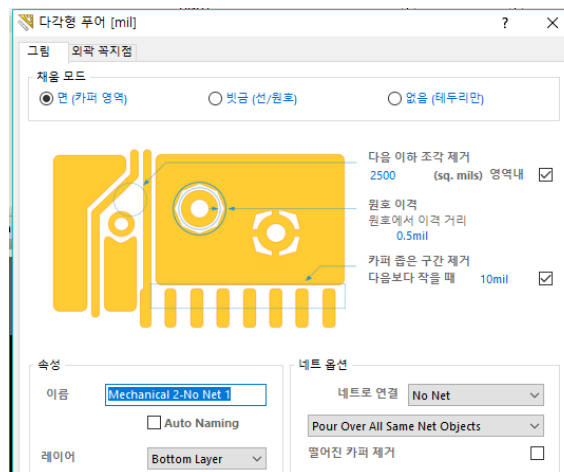 다각형 푸어 [mil]
?
그림 외곽 꼭지점
채움 모드
면 (카퍼 영역) 빗금 (선/원호) 없음 (테두리만)
다음 이하 조각 제거
2500 (sq. mils) 영역내
원호 이격
원호에서 이격 거리
0.5mil
카퍼 좁은 구간 제거
다음보다 작을 때 10mil
속성
이름 Mechanical 2-No Net 1
Auto Naming
레이어 Bottom Layer
네트 옵션
네트로 연결 No Net
Pour Over All Same Net Objects
떨어진 카퍼 제거